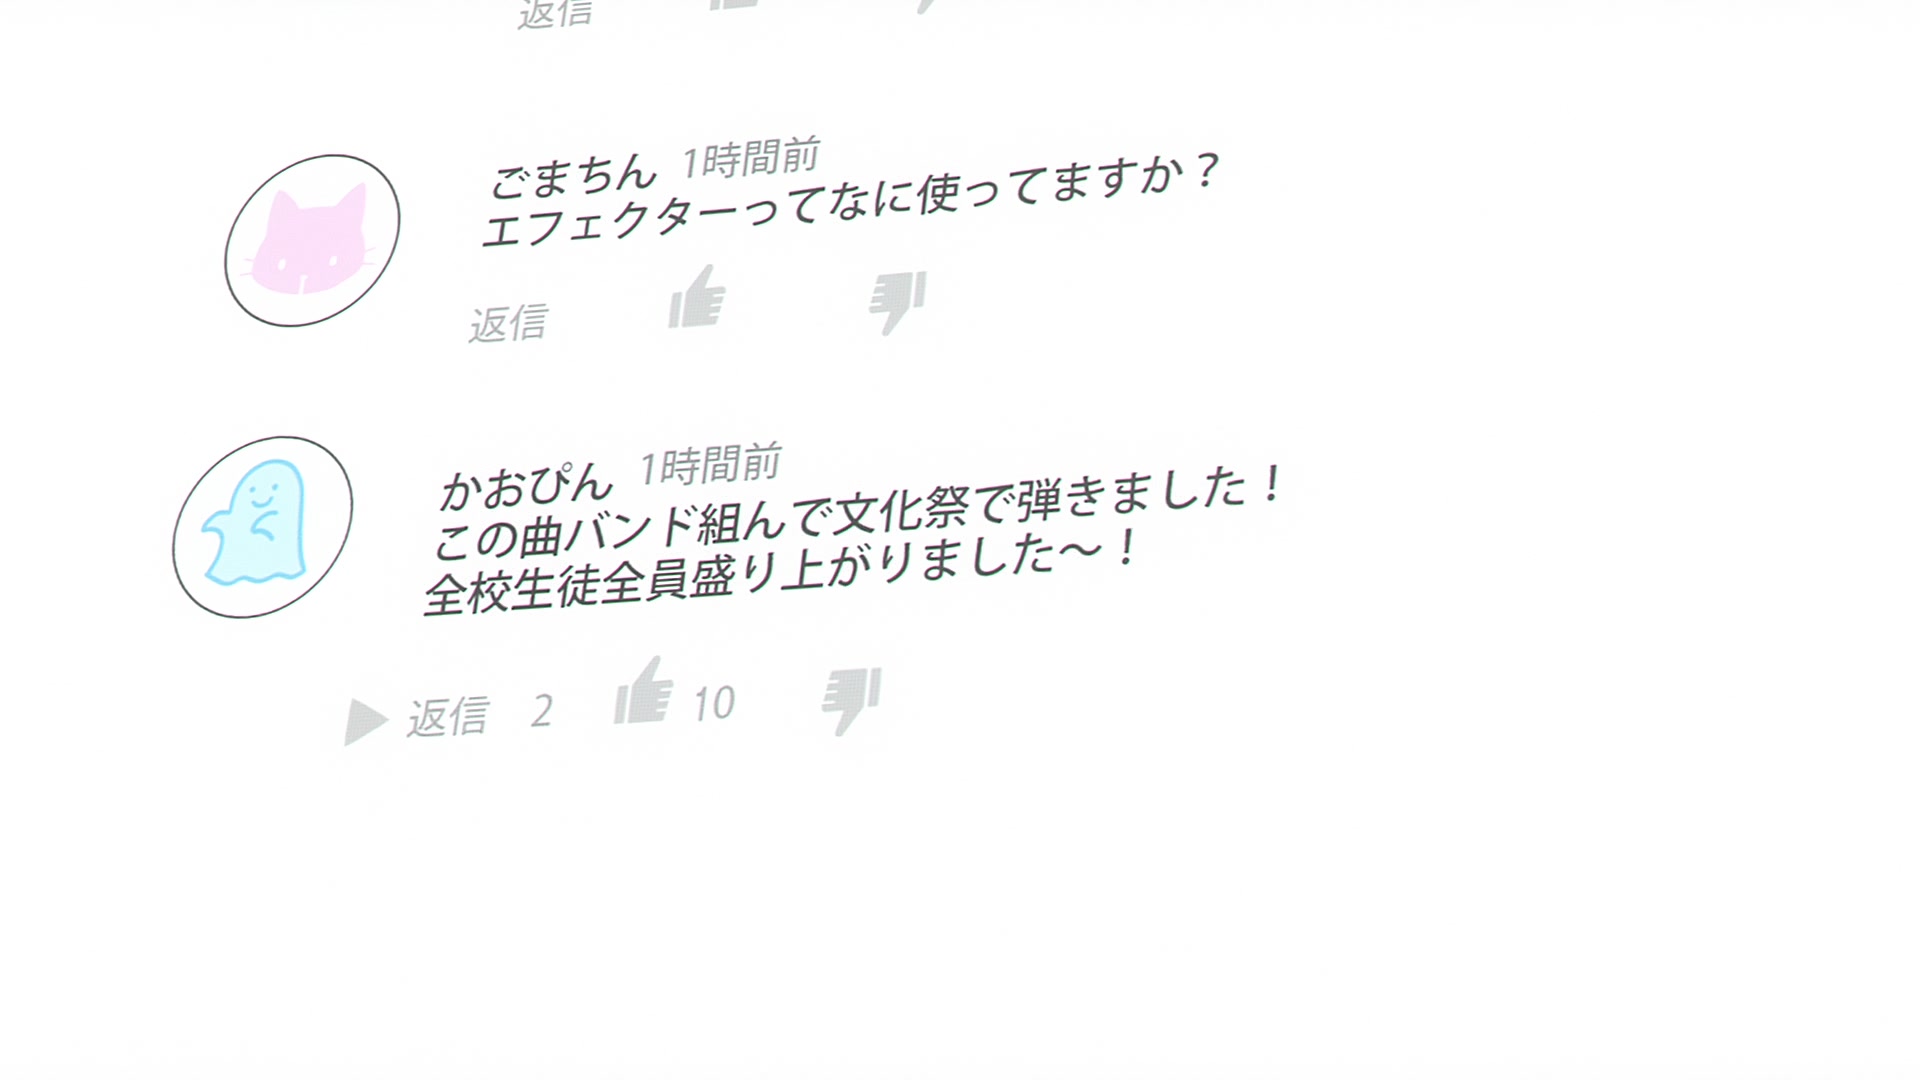 返信
ごまちん 1時間前
エフェクターってなに使ってますか？
返信
かおぴん 1時間前
この曲バンド組んで文化祭で弾きました！
全校生徒全員盛り上がりました～！
返信 2 10